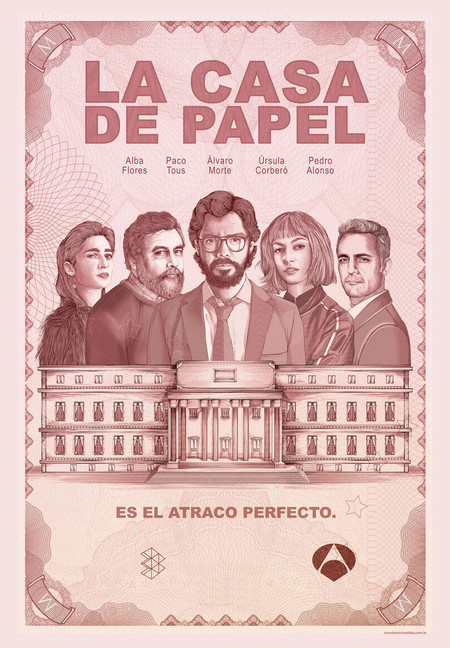 M M
LA CASA
DE PAPEL
Alba Paco Álvaro Úrsula Pedro
Flores Tous Morte Corberó Alonso
ES EL ATRACO PERFECTO.
M M